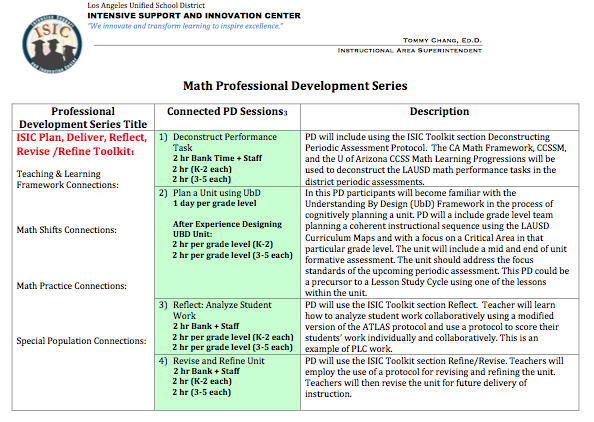 Los Angeles Unified School District
INTENSIVE SUPPORT AND INNOVATION CENTER
"We innovate and transform learning to inspire excellence."
ISIC
TOMMY CHANG, ED.D.
INSTRUCTIONAL AREA SUPERINTENDENT
Math Professional Development Series
Professional
Development Series Title
Connected PD Sessions3
Description
ISIC Plan, Deliver, Reflect,
Revise /Refine Toolkit1
Teaching & Learning
Framework Connections:
Math Shifts Connections:
Math Practice Connections:
Special Population Connections:
1) Deconstruct Performance
Task
2 hr Bank Time + Staff
2 hr (K-2 each)
2 hr (3-5 each)
PD will include using the ISIC Toolkit section Deconstructing
Periodic Assessment Protocol. The CA Math Framework, CCSSM,
and the U of Arizona CCSS Math Learning Progressions will be
used to deconstruct the LAUSD math performance tasks in
the district periodic assessments.
2) Plan a Unit using UbD
1 day per grade level
After Experience Designing
UBD Unit:
2 hr per grade level (K-2)
2 hr per grade level (3-5 each)
In this PD participants will become familiar with the
Understanding By Design (UbD) Framework in the process of
cognitively planning a unit. PD will a include grade level team
planning a coherent instructional sequence using the LAUSD
Curriculum Maps and with a focus on a Critical Area in that
particular grade level. The unit will include a mid and end of unit
formative assessment. The unit should address the focus
standards of the upcoming periodic assessment. This PD could be
a precursor to a Lesson Study Cycle using one of the lessons
within the unit.
3) Reflect: Analyze Student
Work
2 hr Bank + Staff
2 hr per grade level (K-2 each)
2 hr per grade level (3-5 each)
PD will use the ISIC Toolkit section Reflect. Teacher will learn
how to analyze student work collaboratively using a modified
version of the ATLAS protocol and use a protocol to score their
students' work individually and collaboratively. This is an
example of PLC work.
4) Revise and Refine Unit
2 hr Bank + Staff
2 hr (K-2 each)
2 hr (3-5 each)
PD will use the ISIC Toolkit section Refine/Revise. Teachers will
employ the use of a protocol for revising and refining the unit.
Teachers will then revise the unit for future delivery of
instruction.